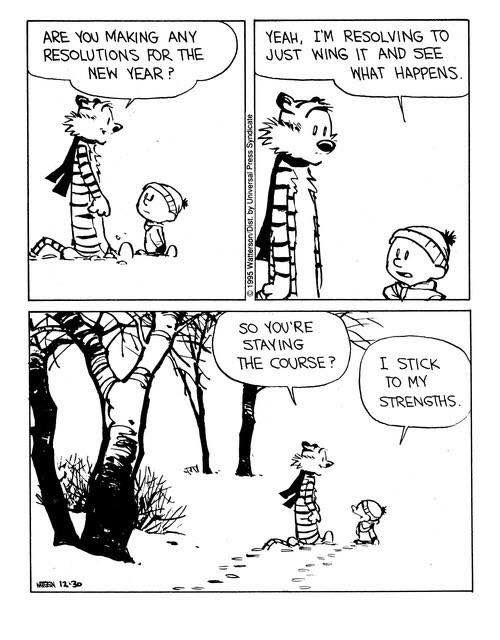 ARE YOU MAKING ANY
RESOLUTIONS FOR THE
NEW YEAR?
YEAH, I'M RESOLVING TO
JUST WING IT AND SEE
WHAT HAPPENS.
© 1995 Watterson/Dist. by Universal Press Syndicate
SO YOU'RE
STAYING
THE COURSE?
I STICK
TO MY
STRENGTHS.
12·30